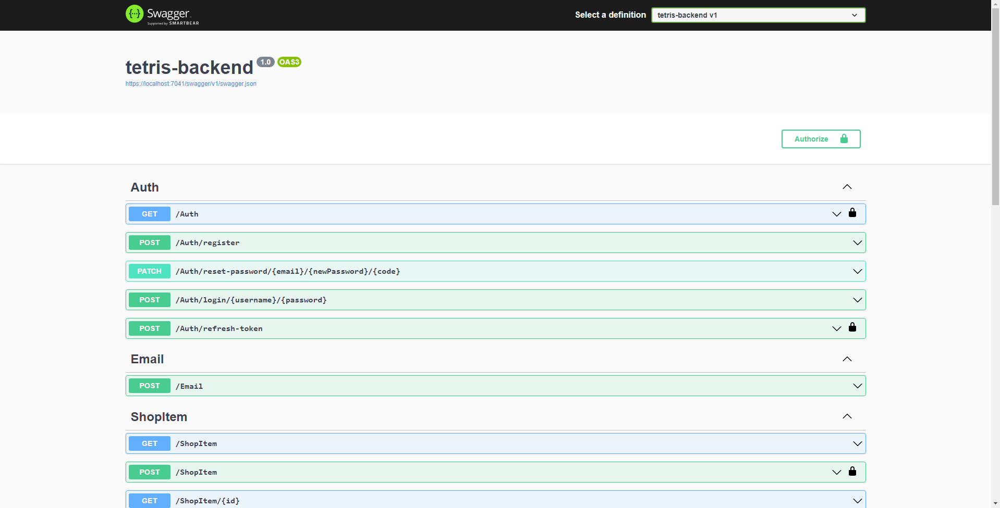 Swagger
Supported by SMARTBEAR
Select a definition
tetris-backend v1
tetris-backend 1.0 OAS3
https://localhost:7041/swagger/v1/swagger.json
Authorize
Auth
GET /Auth
POST /Auth/register
PATCH /Auth/reset-password/{email}/{newPassword}/{code}
POST /Auth/login/{username}/{password}
POST /Auth/refresh-token
Email
POST /Email
ShopItem
GET /ShopItem
POST /ShopItem
GET /ShopItem/{id}